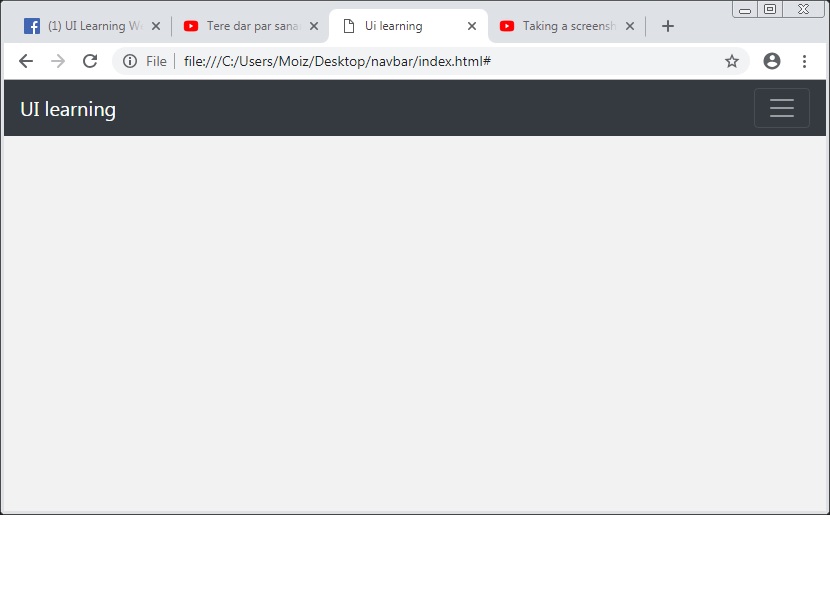 (1) UI Learning W
Tere dar par sana
Ui learning
Taking a screensh
File
file:///C:/Users/Moiz/Desktop/navbar/index.html#
UI learning